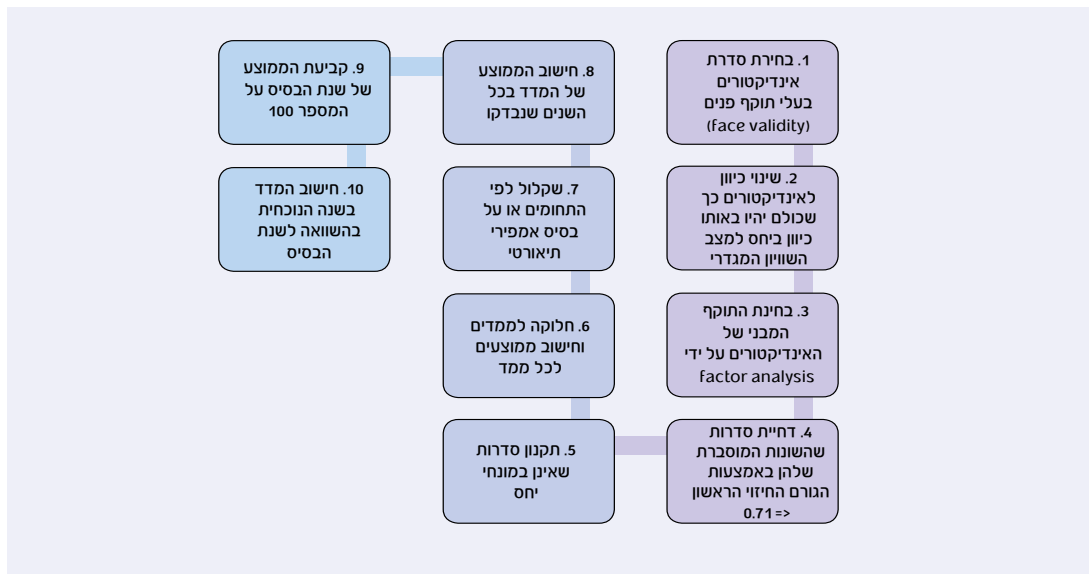 1. בחירת סדרת
אינדיקטורים
בעלי תוקף פנים
(face validity)
2. שינוי כיוון
לאינדיקטורים כך
שכולם יהיו באותו
כיוון ביחס למצב
השוויון המגדרי
3. בחינת התוקף
המבני של
האינדיקטורים על ידי
factor analysis
4. דחיית סדרות
שהשונות המוסברת
שלהן באמצעות
הגורם החיזוי הראשון
<= 0.71=>
5. תקנון סדרות
שאינן במונחי
יחס
6. חלוקה לממדים
וחישוב ממוצעים
לכל ממד
7. שקלול לפי
התחומים או על
בסיס אמפירי
תיאורטי
8. חישוב הממוצע
של המדד בכל
השנים שנבדקו
9. קביעת הממוצע
של שנת הבסיס על
המספר 100
10. חישוב המדד
בשנה הנוכחית
בהשוואה לשנת
הבסיס